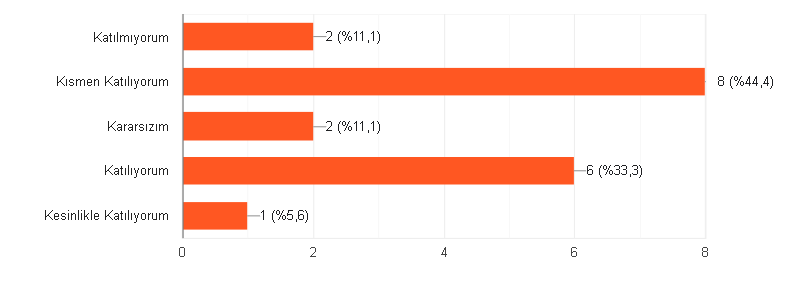 Katılmıyorum 2 (%11,1)
Kısmen Katılıyorum 8 (%44,4)
Kararsızım 2 (%11,1)
Katılıyorum 6 (%33,3)
Kesinlikle Katılıyorum 1 (%5,6)
0 2 4 6 8